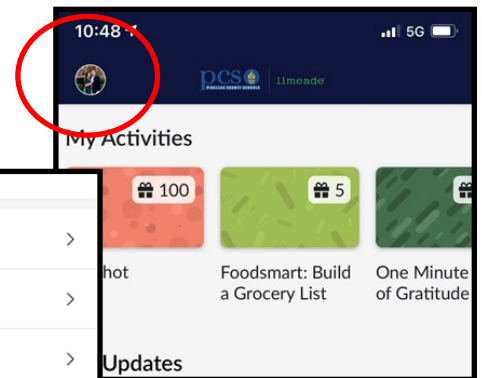 10:48
5G
pcs
PINELLAS COUNTY SCHOOLS
limeade
My Activities
100
5
hot
Foodsmart: Build
a Grocery List
One Minute
of Gratitude
Updates